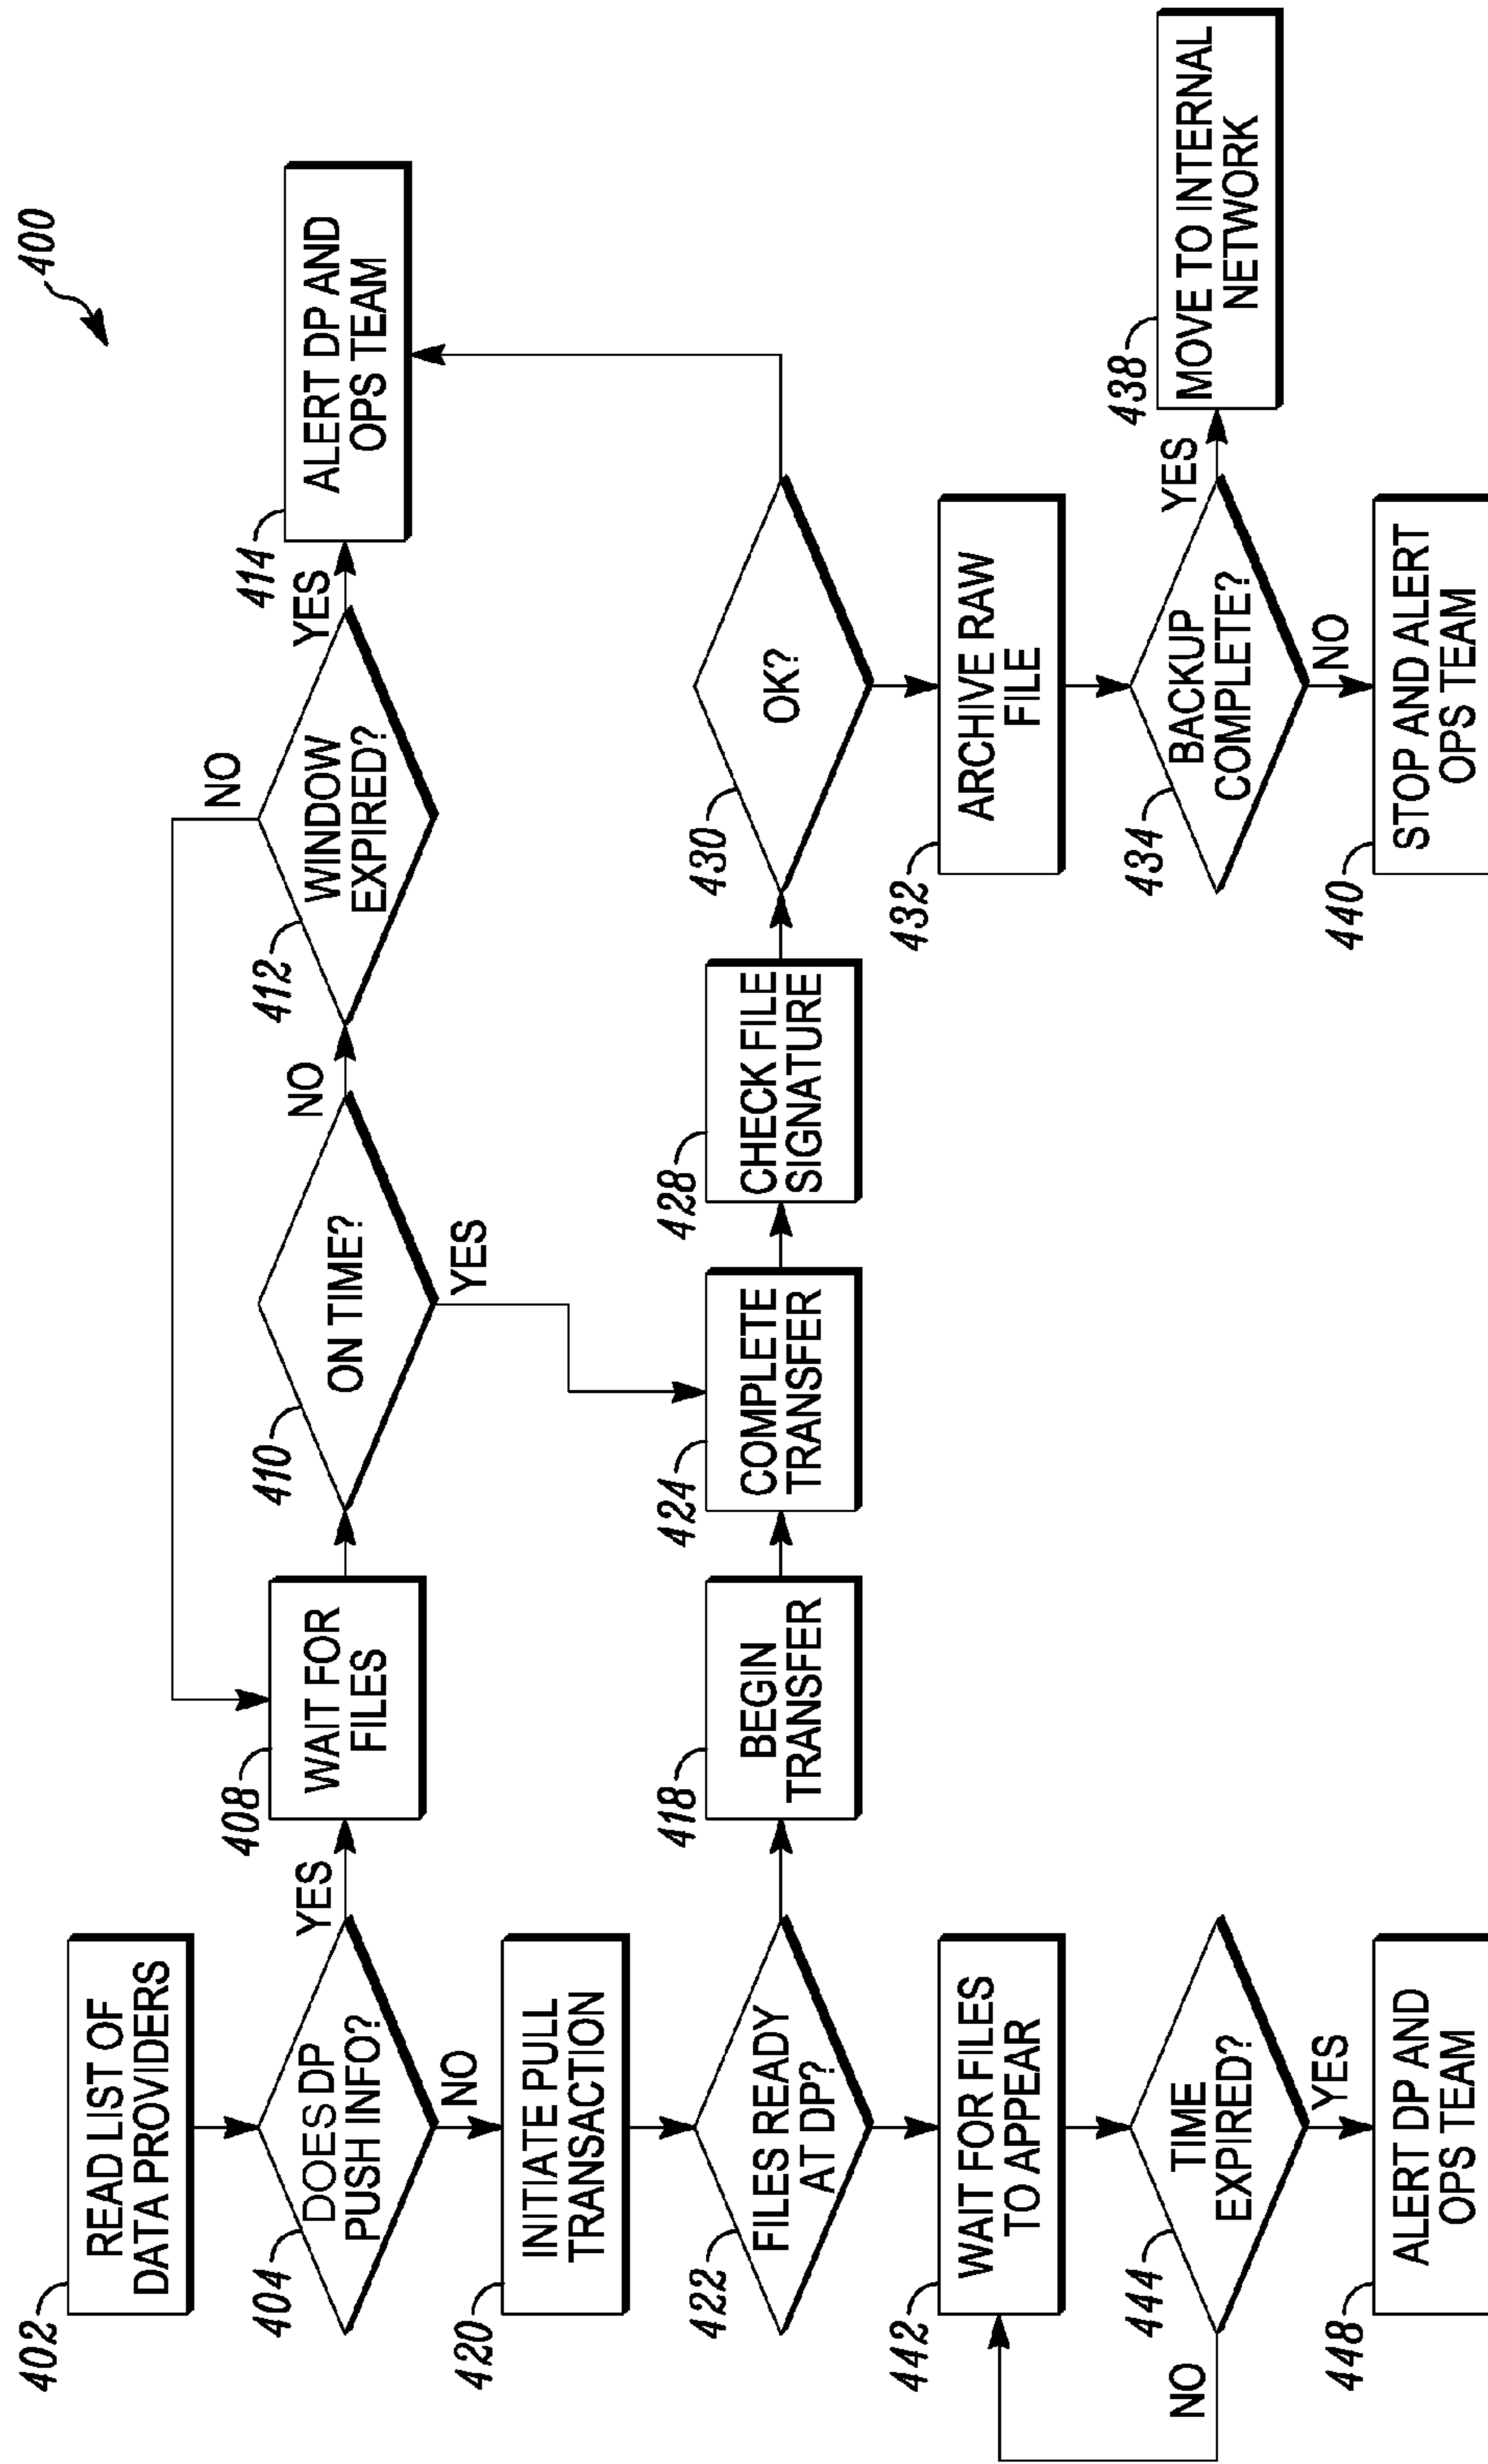 400
402
READ LIST OF
DATA PROVIDERS
404
DOES DP
PUSH INFO?
YES
NO
408
WAIT FOR
FILES
410
ON TIME?
NO
YES
412
WINDOW
EXPIRED?
NO
YES
414
ALERT DP AND
OPS TEAM
420
INITIATE PULL
TRANSACTION
422
FILES READY
AT DP?
418
BEGIN
TRANSFER
424
COMPLETE
TRANSFER
428
CHECK FILE
SIGNATURE
430
OK?
442
WAIT FOR FILES
TO APPEAR
432
ARCHIVE RAW
FILE
444
TIME
EXPIRED?
NO
YES
434
BACKUP
COMPLETE?
YES
NO
438
MOVE TO INTERNAL
NETWORK
448
ALERT DP AND
OPS TEAM
440
STOP AND ALERT
OPS TEAM